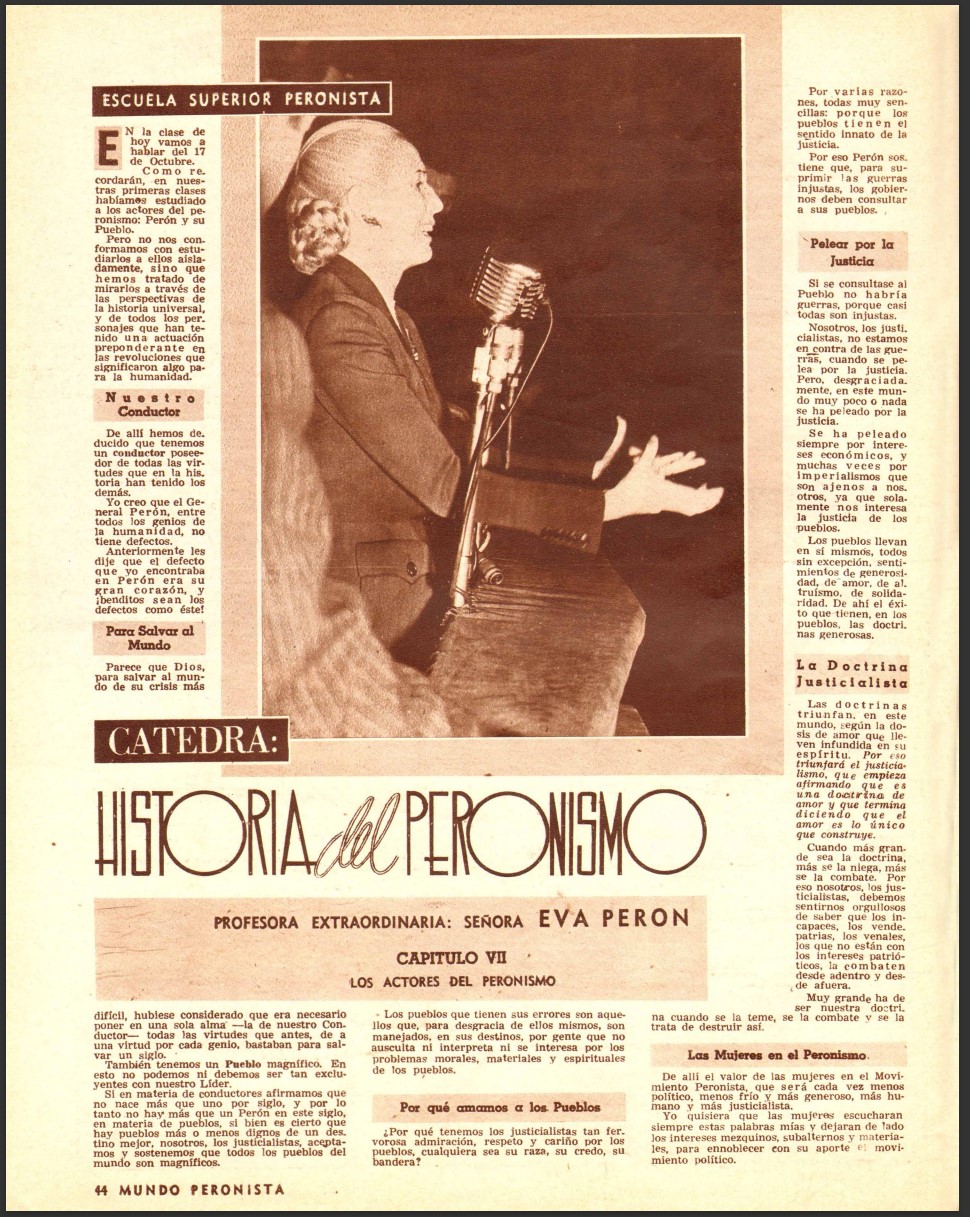 ESCUELA SUPERIOR PERONISTA
EN la clase de
hoy vamos a
hablar del 17
de Octubre.
Como re-
cordarán, en nues-
tras primeras clases
habíamos estudiado
a los actores del pe-
ronismo: Perón y su
Pueblo.
Pero no nos con-
formamos con estu-
diarlos a ellos aisla-
damente, sino que
hemos tratado de
mirarlos a través de
las perspectivas de
la historia universal,
y de todos los per-
sonajes que han te-
nido una actuación
preponderante en
las revoluciones que
significaron algo pa-
ra la humanidad.
Nuestro
Conductor
De allí hemos de-
ducido que tenemos
un conductor posee-
dor de todas las vir-
tudes que en la his-
toria han tenido los
demás.
Yo creo que el Ge-
neral Perón, entre
todos los genios de
la humanidad, no
tiene defectos.
Anteriormente les
dije que el defecto
que yo encontraba
en Perón era su
gran corazón, y
¡benditos sean los
defectos como éste!
Para Salvar al
Mundo
Parece que Dios,
para salvar al mun-
do de su crisis más
CATEDRA:
HISTORIA del PERONISMO
PROFESORA EXTRAORDINARIA: SEÑORA EVA PERON
CAPITULO VII
LOS ACTORES DEL PERONISMO
difícil, hubiese considerado que era necesario
poner en una sola alma —la de nuestro Con-
ductor— todas las virtudes que antes, de a
una virtud por cada genio, bastaban para sal-
var un siglo.
También tenemos un Pueblo magnífico. En
esto no podemos ni debemos ser tan exclu-
yentes con nuestro Líder.
Si en materia de conductores afirmamos que
no nace más que uno por siglo, y por lo
tanto no hay más que un Perón en este siglo,
en materia de pueblos, si bien es cierto que
hay pueblos más o menos dignos de un des-
tino mejor, nosotros, los justicialistas, acepta-
mos y sostenemos que todos los pueblos del
mundo son magníficos.
Los pueblos que tienen sus errores son aque-
llos que, para desgracia de ellos mismos, son
manejados, en sus destinos, por gente que no
ausculta ni interpreta ni se interesa por los
problemas morales, materiales y espirituales
de los pueblos.
Por qué amamos a los Pueblos
¿Por qué tenemos los justicialistas tan fer-
vorosa admiración, respeto y cariño por los
pueblos, cualquiera sea su raza, su credo, su
bandera?
Por varias razo-
nes, todas muy sen-
cillas: porque los
pueblos tienen el
sentido innato de la
justicia.
Por eso Perón sos-
tiene que, para su-
primir las guerras
injustas, los gobier-
nos deben consultar
a sus pueblos.
Pelear por la
Justicia
Si se consultase al
Pueblo no habría
guerras, porque casi
todas son injustas.
Nosotros, los justi-
cialistas, no estamos
en contra de las gue-
rras, cuando se pe-
lea por la justicia.
Pero, desgraciada-
mente, en este mun-
do muy poco o nada
se ha peleado por la
justicia.
Se ha peleado
siempre por intere-
ses económicos, y
muchas veces por
imperialismos que
son ajenos a nos-
otros, ya que sola-
mente nos interesa
la justicia de los
pueblos.
Los pueblos llevan
en sí mismos, todos
sin excepción, senti-
mientos de generosi-
dad, de amor, de al-
truísmo, de solida-
ridad. De ahí el éxi-
to que tienen, en los
pueblos, las doctri-
nas generosas.
La Doctrina
Justicialista
Las doctrinas
triunfan, en este
mundo, según la do-
sis de amor que lle-
ven infundida en su
espíritu. Por eso
triunfará el justicia-
lismo, que empieza
afirmando que es
una doctrina de
amor y que termina
diciendo que el
amor es lo único
que construye.
Cuando más gran-
de sea la doctrina,
más se la niega, más
se la combate. Por
eso nosotros, los jus-
ticialistas, debemos
sentirnos orgullosos
de saber que los in-
capaces, los vende-
patrias, los venales,
los que no están con
los intereses patrió-
ticos, la combaten
desde adentro y des-
de afuera.
Muy grande ha de
ser nuestra doctri-
na cuando se la teme, se la combate y se la
trata de destruir así.
Las Mujeres en el Peronismo
De allí el valor de las mujeres en el Movi-
miento Peronista, que será cada vez menos
político, menos frío y más generoso, más hu-
mano y más justicialista.
Yo quisiera que las mujeres escucharan
siempre estas palabras mías y dejaran de lado
los intereses mezquinos, subalternos y materia-
les, para ennoblecer con su aporte el movi-
miento político.
44 MUNDO PERONISTA